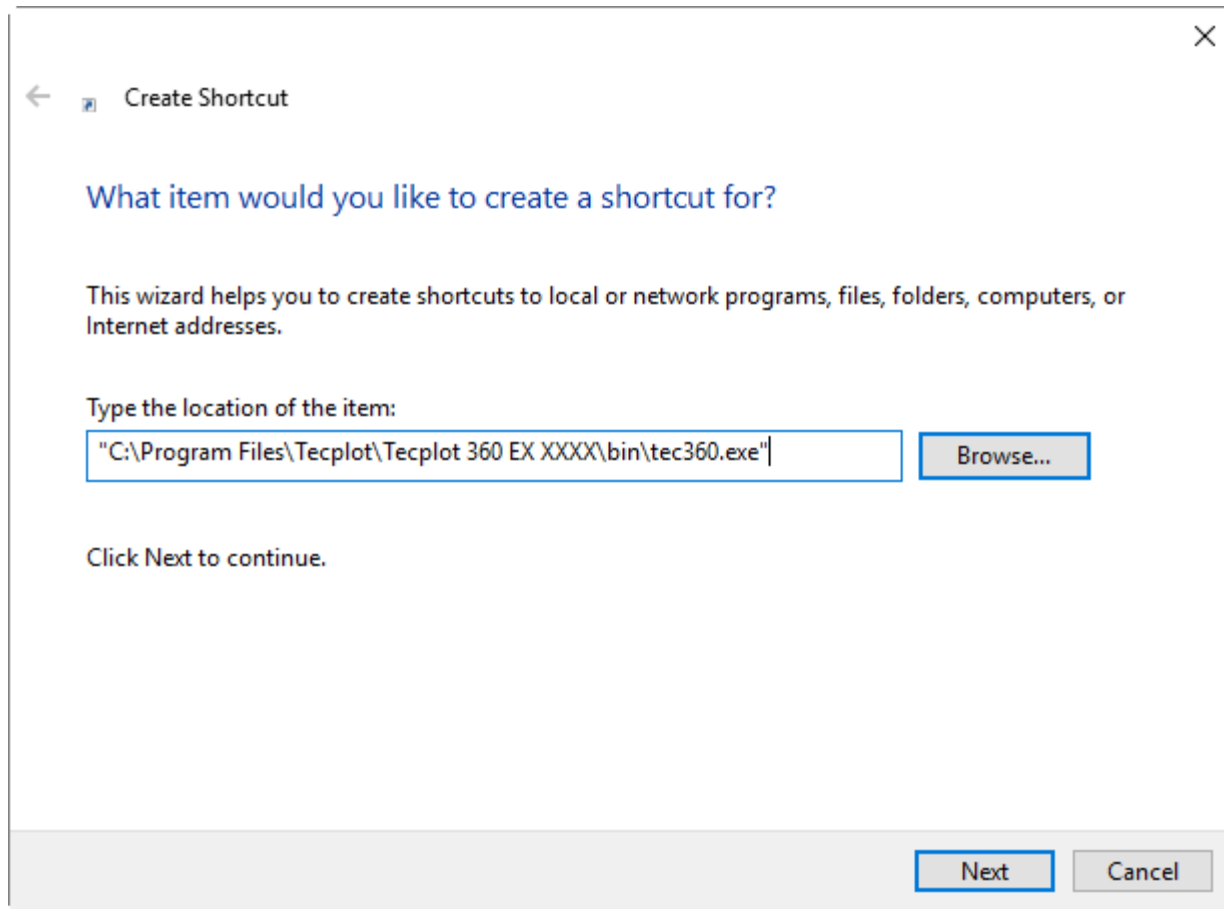 Create Shortcut
What item would you like to create a shortcut for?
This wizard helps you to create shortcuts to local or network programs, files, folders, computers, or
Internet addresses.
Type the location of the item:
"C:\Program Files\Tecplot\Tecplot 360 EX XXXX\bin\tec360.exe"
Browse...
Click Next to continue.
Next
Cancel